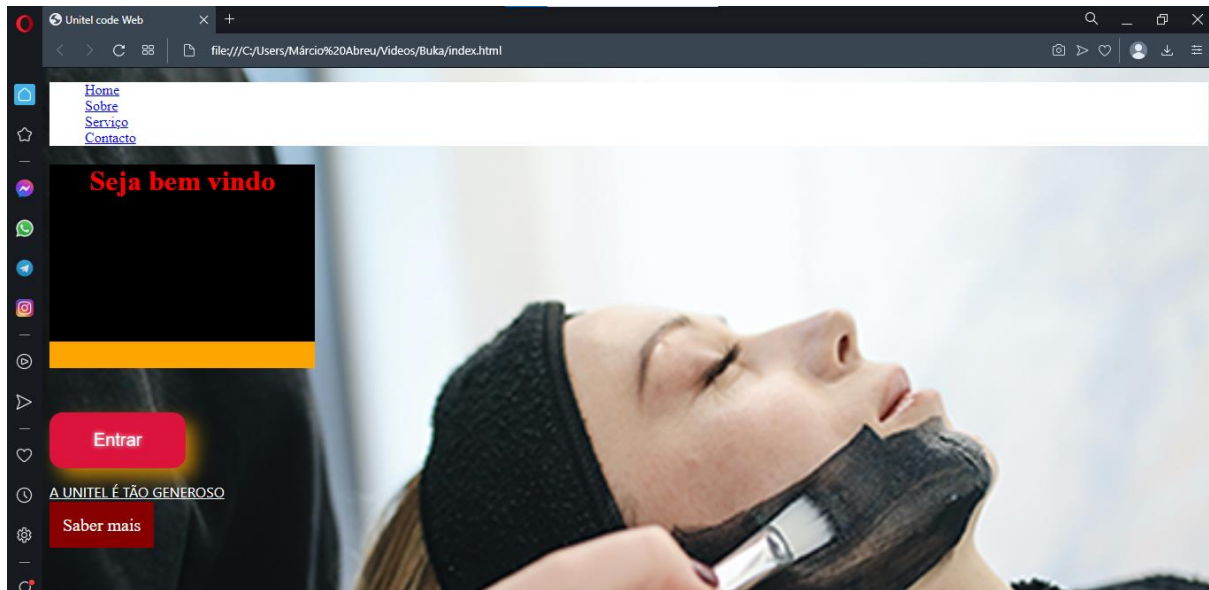 Unitel code Web
file:///C:/Users/Márcio%20Abreu/Videos/Buka/index.html
Home
Sobre
Serviço
Contacto
Seja bem vindo
Entrar
A UNITEL É TÃO GENEROSO
Saber mais